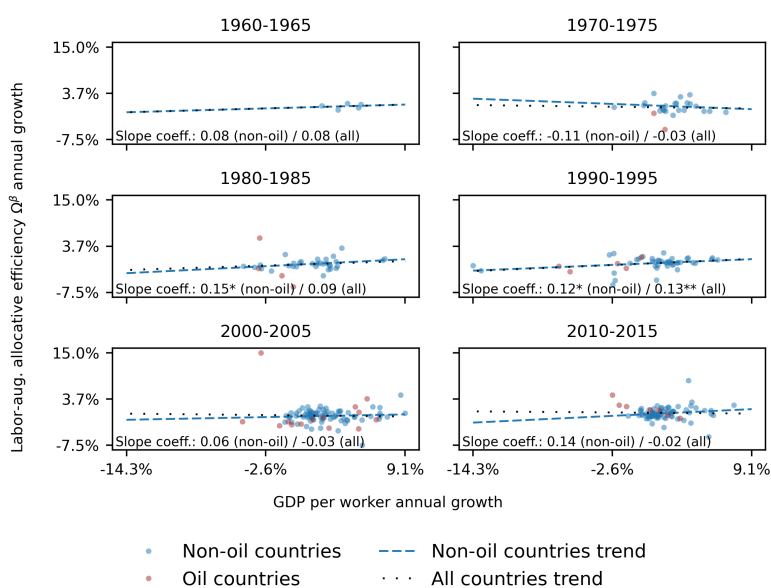 1960-1965
1970-1975
15.0%
3.7%
-7.5%
Slope coeff.: 0.08 (non-oil) / 0.08 (all)
Slope coeff.: -0.11 (non-oil) / -0.03 (all)
1980-1985
1990-1995
15.0%
3.7%
-7.5%
Slope coeff.: 0.15* (non-oil) / 0.09 (all)
Slope coeff.: 0.12* (non-oil) / 0.13** (all)
2000-2005
2010-2015
15.0%
3.7%
-7.5%
Slope coeff.: 0.06 (non-oil) / -0.03 (all)
Slope coeff.: 0.14 (non-oil) / -0.02 (all)
-14.3% -2.6% 9.1%
-14.3% -2.6% 9.1%
Labor-aug. allocative efficiency Ω^β annual growth
GDP per worker annual growth
Non-oil countries
Non-oil countries trend
Oil countries
All countries trend